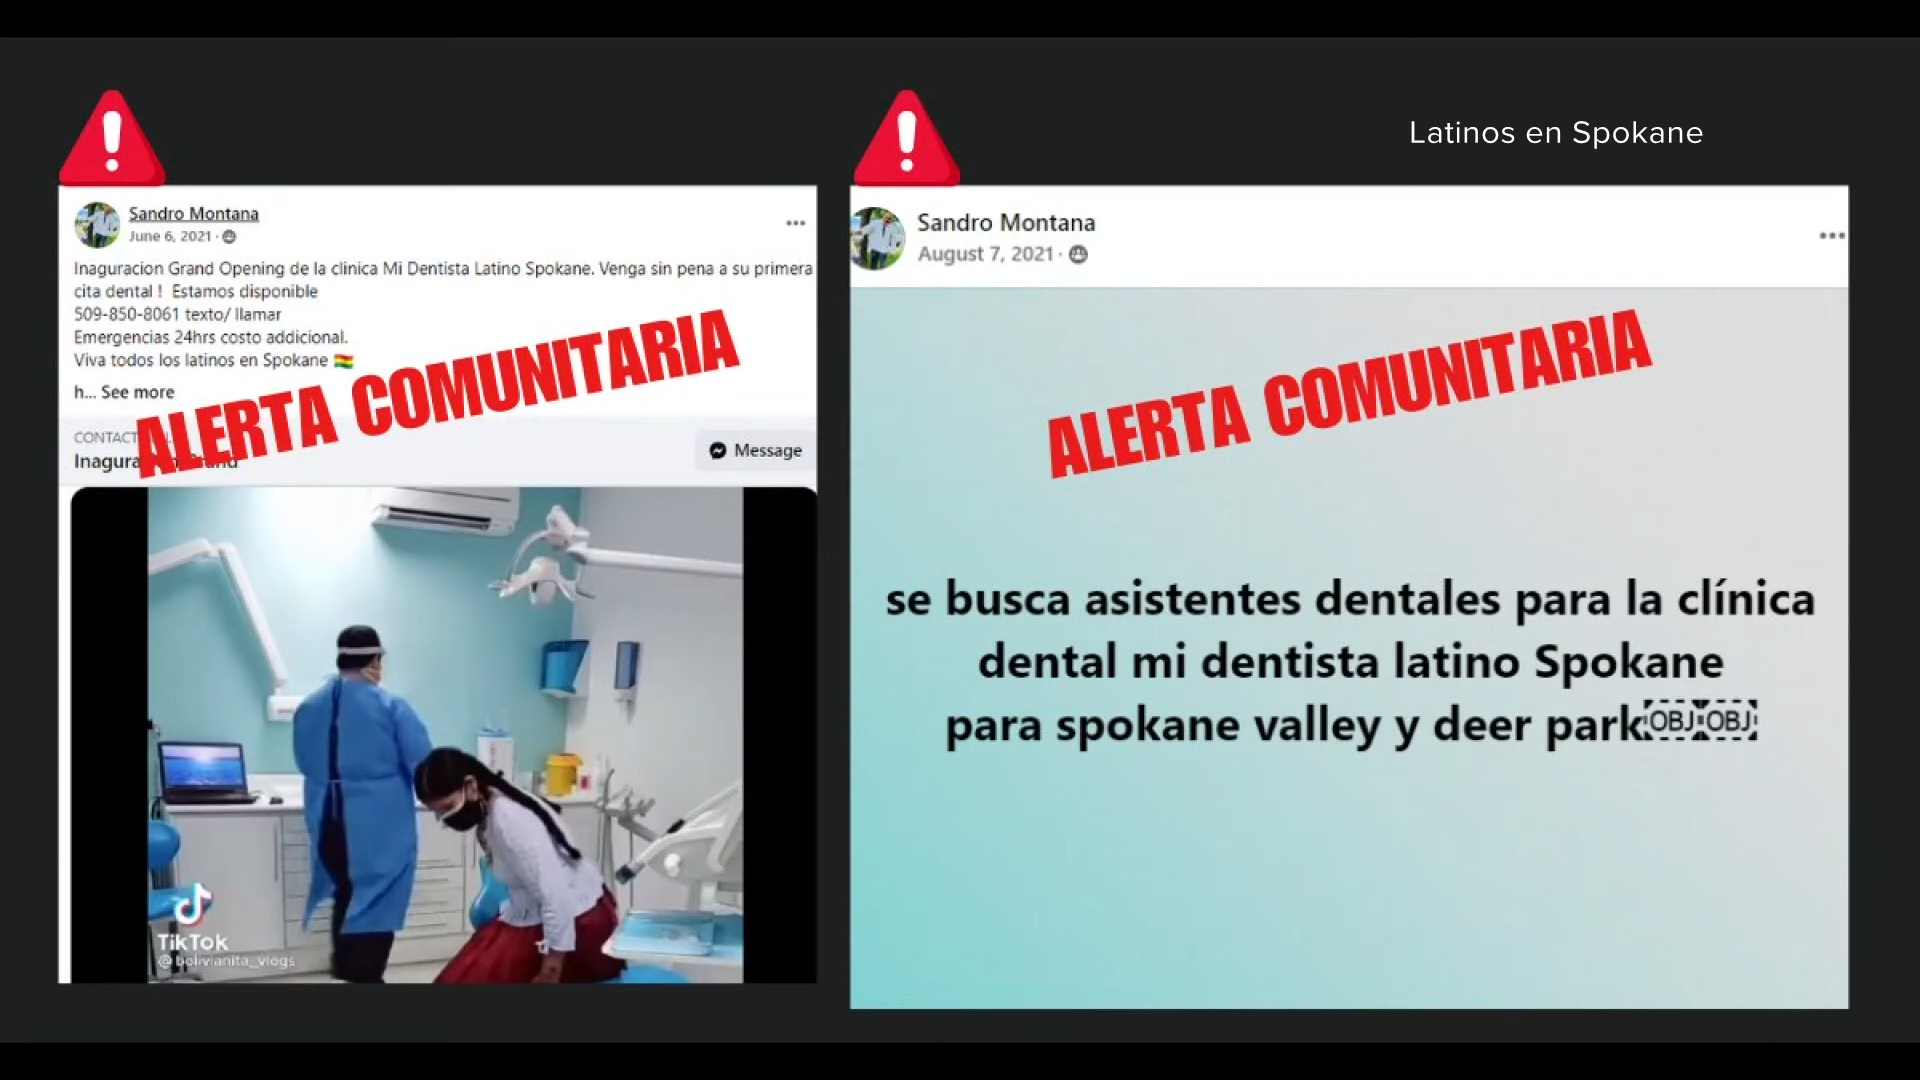 Latinos en Spokane
Sandro Montana
June 6, 2021 ·
Inaguracion Grand Opening de la clinica Mi Dentista Latino Spokane. Venga sin pena a su primera
cita dental ! Estamos disponible
509-850-8061 texto/ llamar
Emergencias 24hrs costo addicional.
Viva todos los latinos en Spokane
h... See more
ALERTA COMUNITARIA
Message
TikTok
@bolivianita_vlogs
Sandro Montana
August 7, 2021 ·
ALERTA COMUNITARIA
se busca asistentes dentales para la clínica
dental mi dentista latino Spokane
para spokane valley y deer park OBJ OBJ